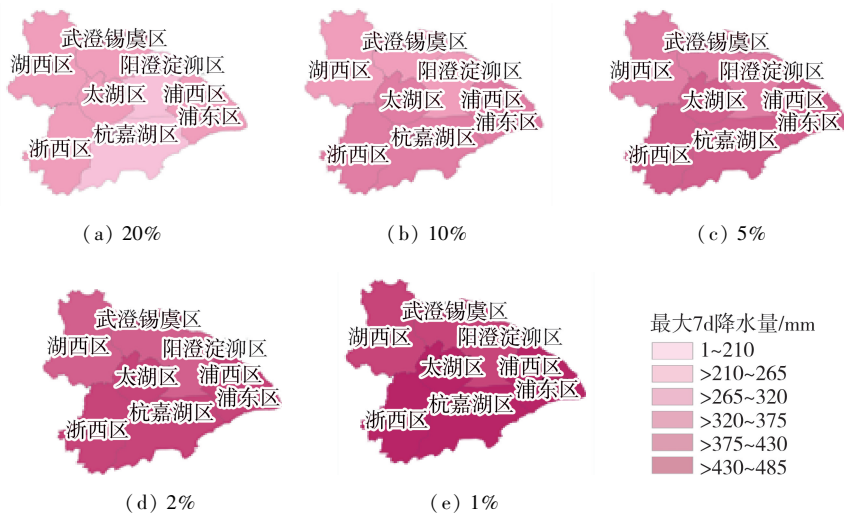 武澄锡虞区
湖西区
阳澄淀泖区
太湖区
浦西区
浦东区
杭嘉湖区
浙西区
(a) 20%
武澄锡虞区
湖西区
阳澄淀泖区
太湖区
浦西区
浦东区
杭嘉湖区
浙西区
(b) 10%
武澄锡虞区
湖西区
阳澄淀泖区
太湖区
浦西区
浦东区
杭嘉湖区
浙西区
(c) 5%
武澄锡虞区
湖西区
阳澄淀泖区
太湖区
浦西区
浦东区
杭嘉湖区
浙西区
(d) 2%
武澄锡虞区
湖西区
阳澄淀泖区
太湖区
浦西区
浦东区
杭嘉湖区
浙西区
(e) 1%
最大7d降水量/mm
1~210
>210~265
>265~320
>320~375
>375~430
>430~485